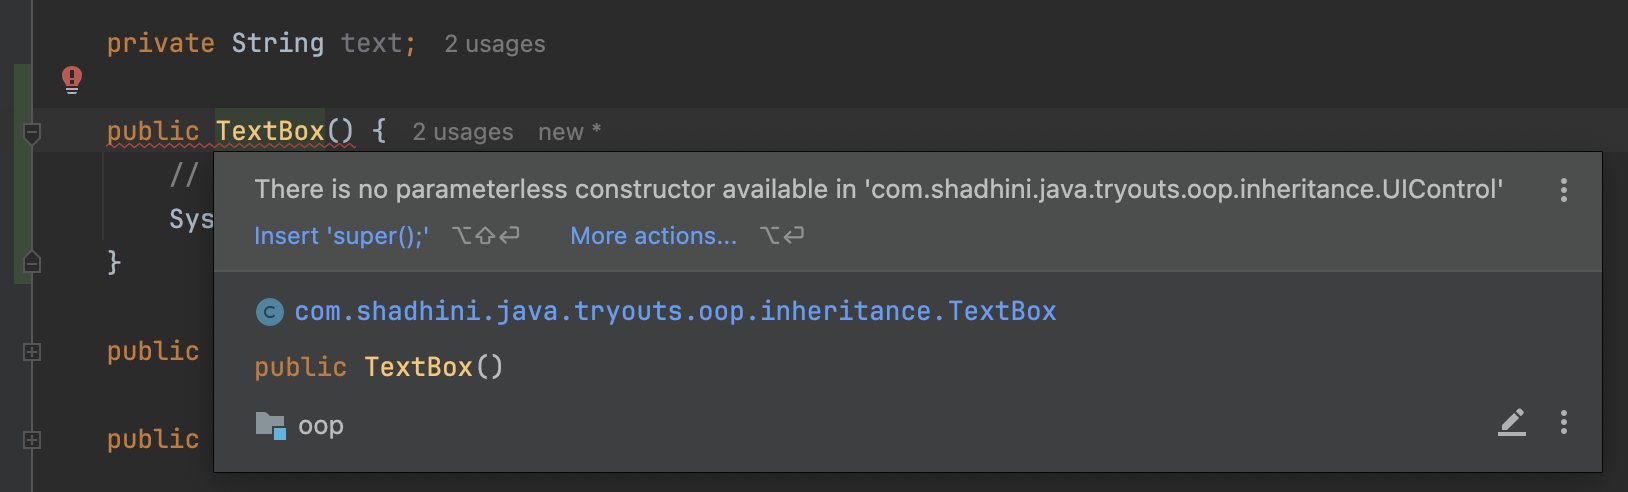 private String text; 2 usages
public TextBox() { 2 usages new *
//
Sys
}
There is no parameterless constructor available in 'com.shadhini.java.tryouts.oop.inheritance.UIControl'
Insert 'super();' ⌥⇧⏎ More actions... ⌥⏎
C com.shadhini.java.tryouts.oop.inheritance.TextBox
public TextBox()
oop
public
public